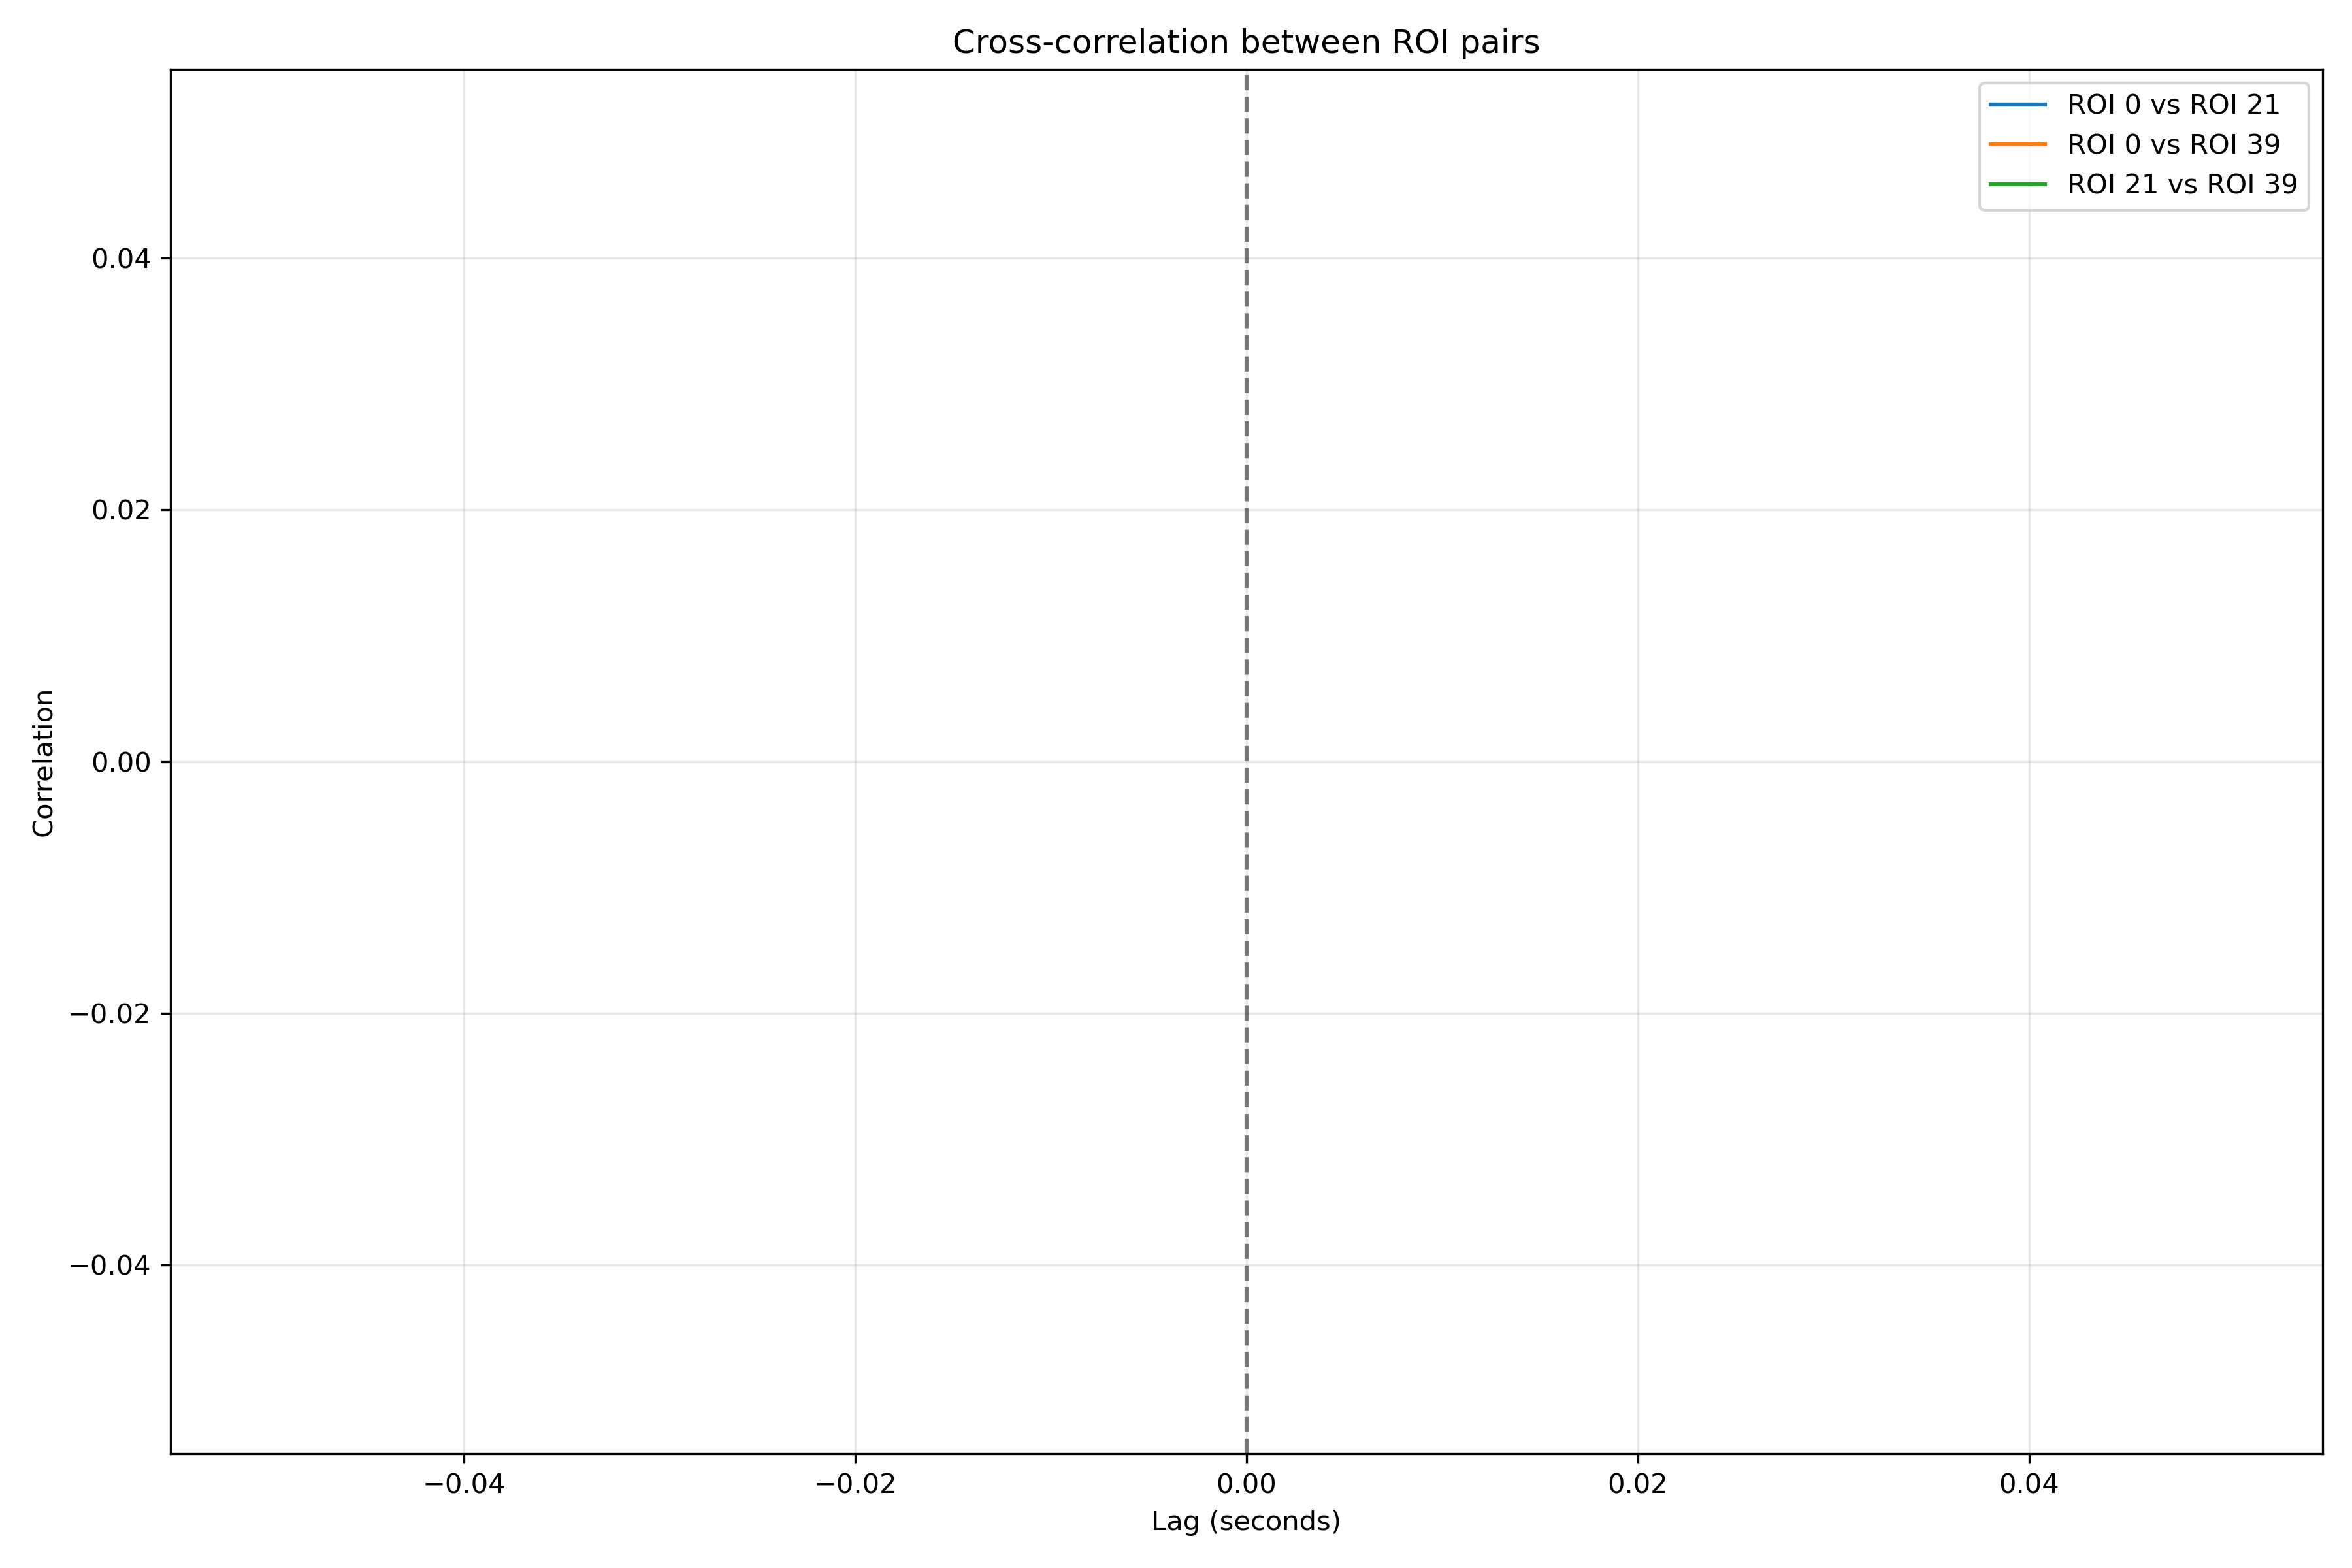 Cross-correlation between ROI pairs
ROI 0 vs ROI 21
ROI 0 vs ROI 39
ROI 21 vs ROI 39
0.04
0.02
0.00
−0.02
−0.04
Correlation
−0.04
−0.02
0.00
0.02
0.04
Lag (seconds)